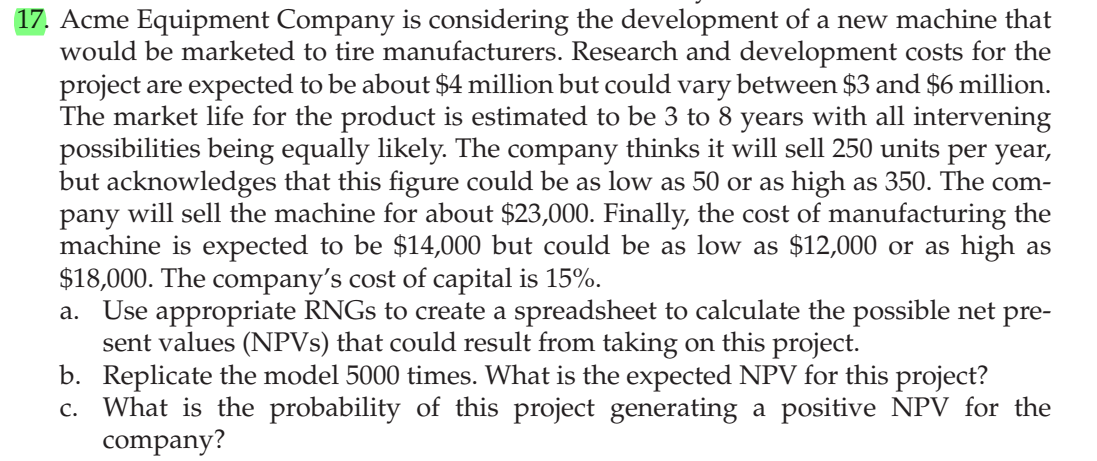 17. Acme Equipment Company is considering the development of a new machine that
would be marketed to tire manufacturers. Research and development costs for the
project are expected to be about $4 million but could vary between $3 and $6 million.
The market life for the product is estimated to be 3 to 8 years with all intervening
possibilities being equally likely. The company thinks it will sell 250 units per year,
but acknowledges that this figure could be as low as 50 or as high as 350. The com-
pany will sell the machine for about $23,000. Finally, the cost of manufacturing the
machine is expected to be $14,000 but could be as low as $12,000 or as high as
$18,000. The company's cost of capital is 15%.
a. Use appropriate RNGs to create a spreadsheet to calculate the possible net pre-
sent values (NPVs) that could result from taking on this project.
b. Replicate the model 5000 times. What is the expected NPV for this project?
c. What is the probability of this project generating a positive NPV for the
company?